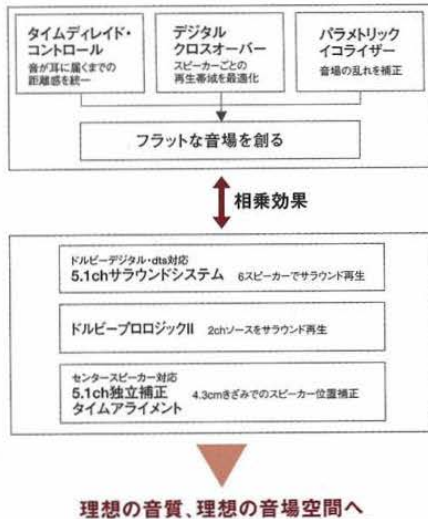 タイムディレイド・
コントロール
音が耳に届くまでの
距離感を統一
デジタル
クロスオーバー
スピーカーごとの
再生帯域を最適化
パラメトリック
イコライザー
音場の乱れを補正
フラットな音場を創る
相乗効果
ドルビーデジタル・dts対応
5.1chサラウンドシステム 6スピーカーでサラウンド再生
ドルビープロロジックII 2chソースをサラウンド再生
センタースピーカー対応
5.1ch独立補正
タイムアライメント 4.3cmきざみでのスピーカー位置補正
理想の音質、理想の音場空間へ